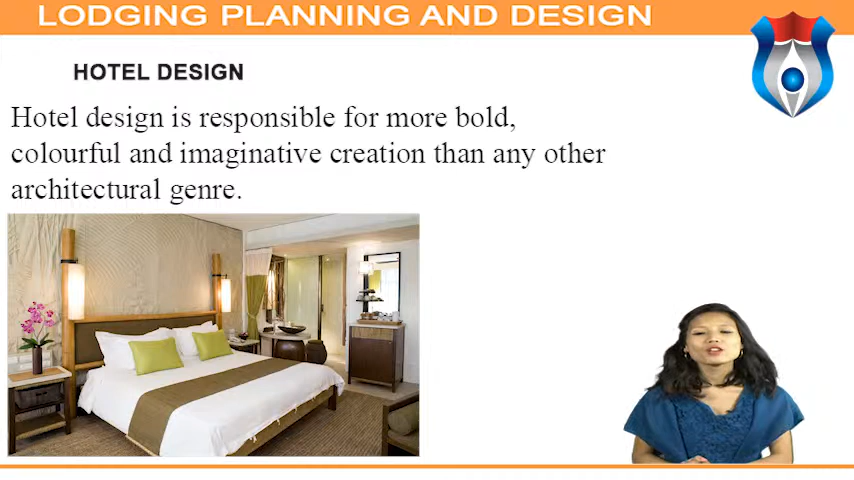 LODGING PLANNING AND DESIGN
HOTEL DESIGN
Hotel design is responsible for more bold,
colourful and imaginative creation than any other
architectural genre.